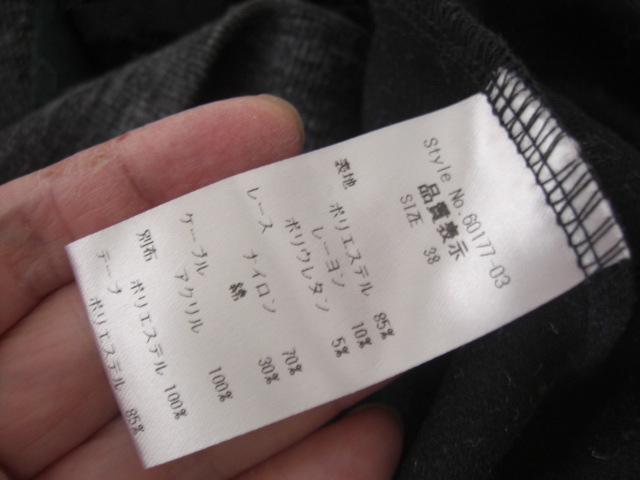 Style No.60177-03
品質表示
SIZE 38
表地 ポリエステル 85%
レーヨン 10%
ポリウレタン 5%
レース ナイロン 70%
綿 30%
ケーブル アクリル 100%
別布 ポリエステル 100%
テープ ポリエステル 85%